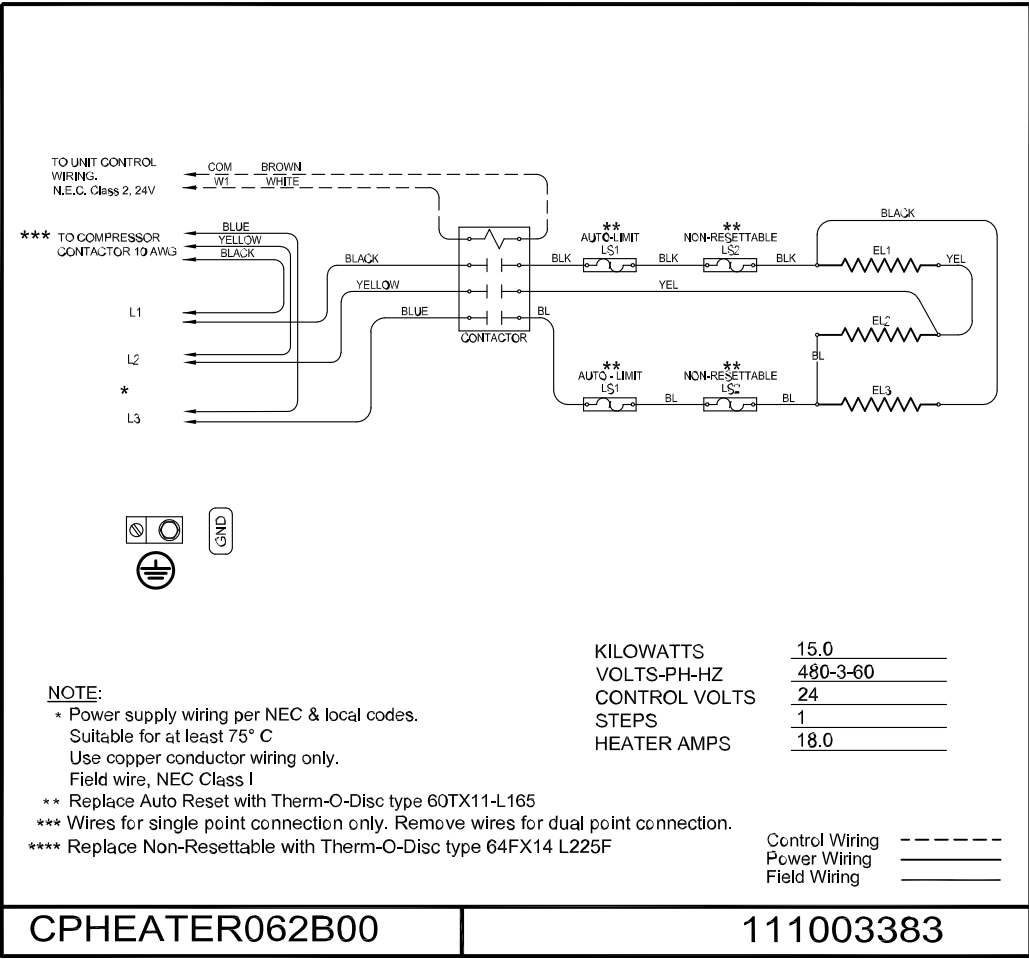 TO UNIT CONTROL
WIRING.
N.E.C. Class 2, 24V
COM BROWN
W1 WHITE
*** TO COMPRESSOR
CONTACTOR 10 AWG
BLUE
YELLOW
BLACK
L1
L2
*
L3
BLACK
YELLOW
BLUE
CONTACTOR
BLK
**
AUTO-LIMIT
LS1
BLK
**
NON-RESETTABLE
LS2
BLK
BLACK
EL1
YEL
YEL
EL2
BL
BL
**
AUTO - LIMIT
LS1
BL
**
NON-RESETTABLE
LS2
BL
EL3
GND
KILOWATTS 15.0
VOLTS-PH-HZ 480-3-60
CONTROL VOLTS 24
STEPS 1
HEATER AMPS 18.0
NOTE:
* Power supply wiring per NEC & local codes.
Suitable for at least 75° C
Use copper conductor wiring only.
Field wire, NEC Class I
** Replace Auto Reset with Therm-O-Disc type 60TX11-L165
*** Wires for single point connection only. Remove wires for dual point connection.
**** Replace Non-Resettable with Therm-O-Disc type 64FX14 L225F
Control Wiring
Power Wiring
Field Wiring
CPHEATER062B00
111003383